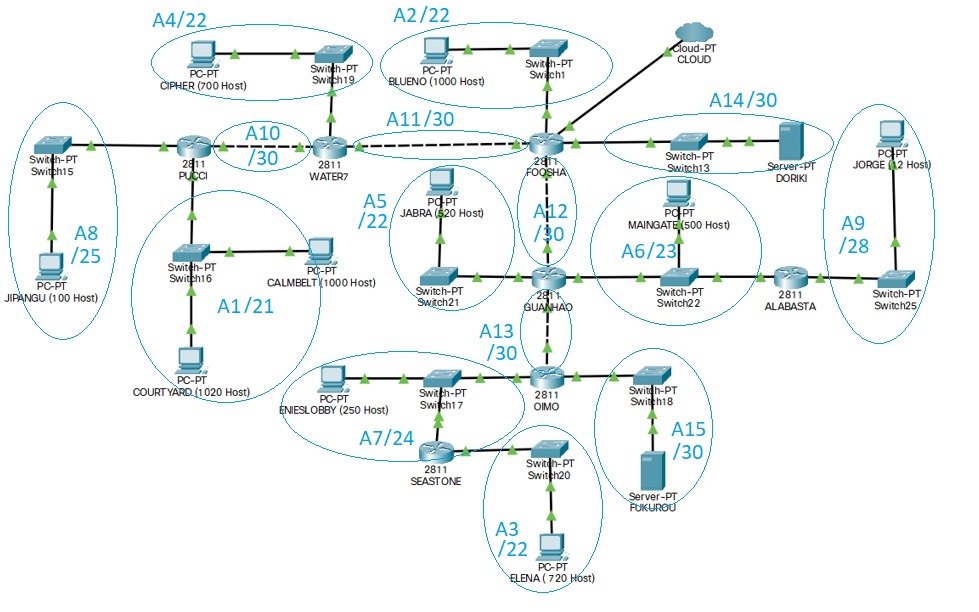 A4/22
PC-PT
CIPHER (700 Host)
Switch-PT
Switch19
A2/22
PC-PT
BLUENO (1000 Host)
Switch-PT
Switch1
Cloud-PT
CLOUD
A10
/30
A11/30
A14/30
Switch-PT
Switch15
2811
PUCCI
2811
WATER7
2811
FOOSHA
Switch-PT
Switch13
Server-PT
DORIKI
PC-PT
JORGE (12 Host)
A8
/25
PC-PT
JIPANGU (100 Host)
A5
/22
PC-PT
JABRA (520 Host)
A12
/30
PC-PT
MAINGATE (500 Host)
A6/23
A9
/28
Switch-PT
Switch16
PC-PT
CALMBELT (1000 Host)
A1/21
Switch-PT
Switch21
2811
GUANHAO
Switch-PT
Switch22
2811
ALABASTA
Switch-PT
Switch25
A13
/30
PC-PT
COURTYARD (1020 Host)
PC-PT
ENIESLOBBY (250 Host)
Switch-PT
Switch17
2811
OIMO
Switch-PT
Switch18
A7/24
A15
/30
2811
SEASTONE
Switch-PT
Switch20
Server-PT
FUKUROU
A3
/22
PC-PT
ELENA ( 720 Host)